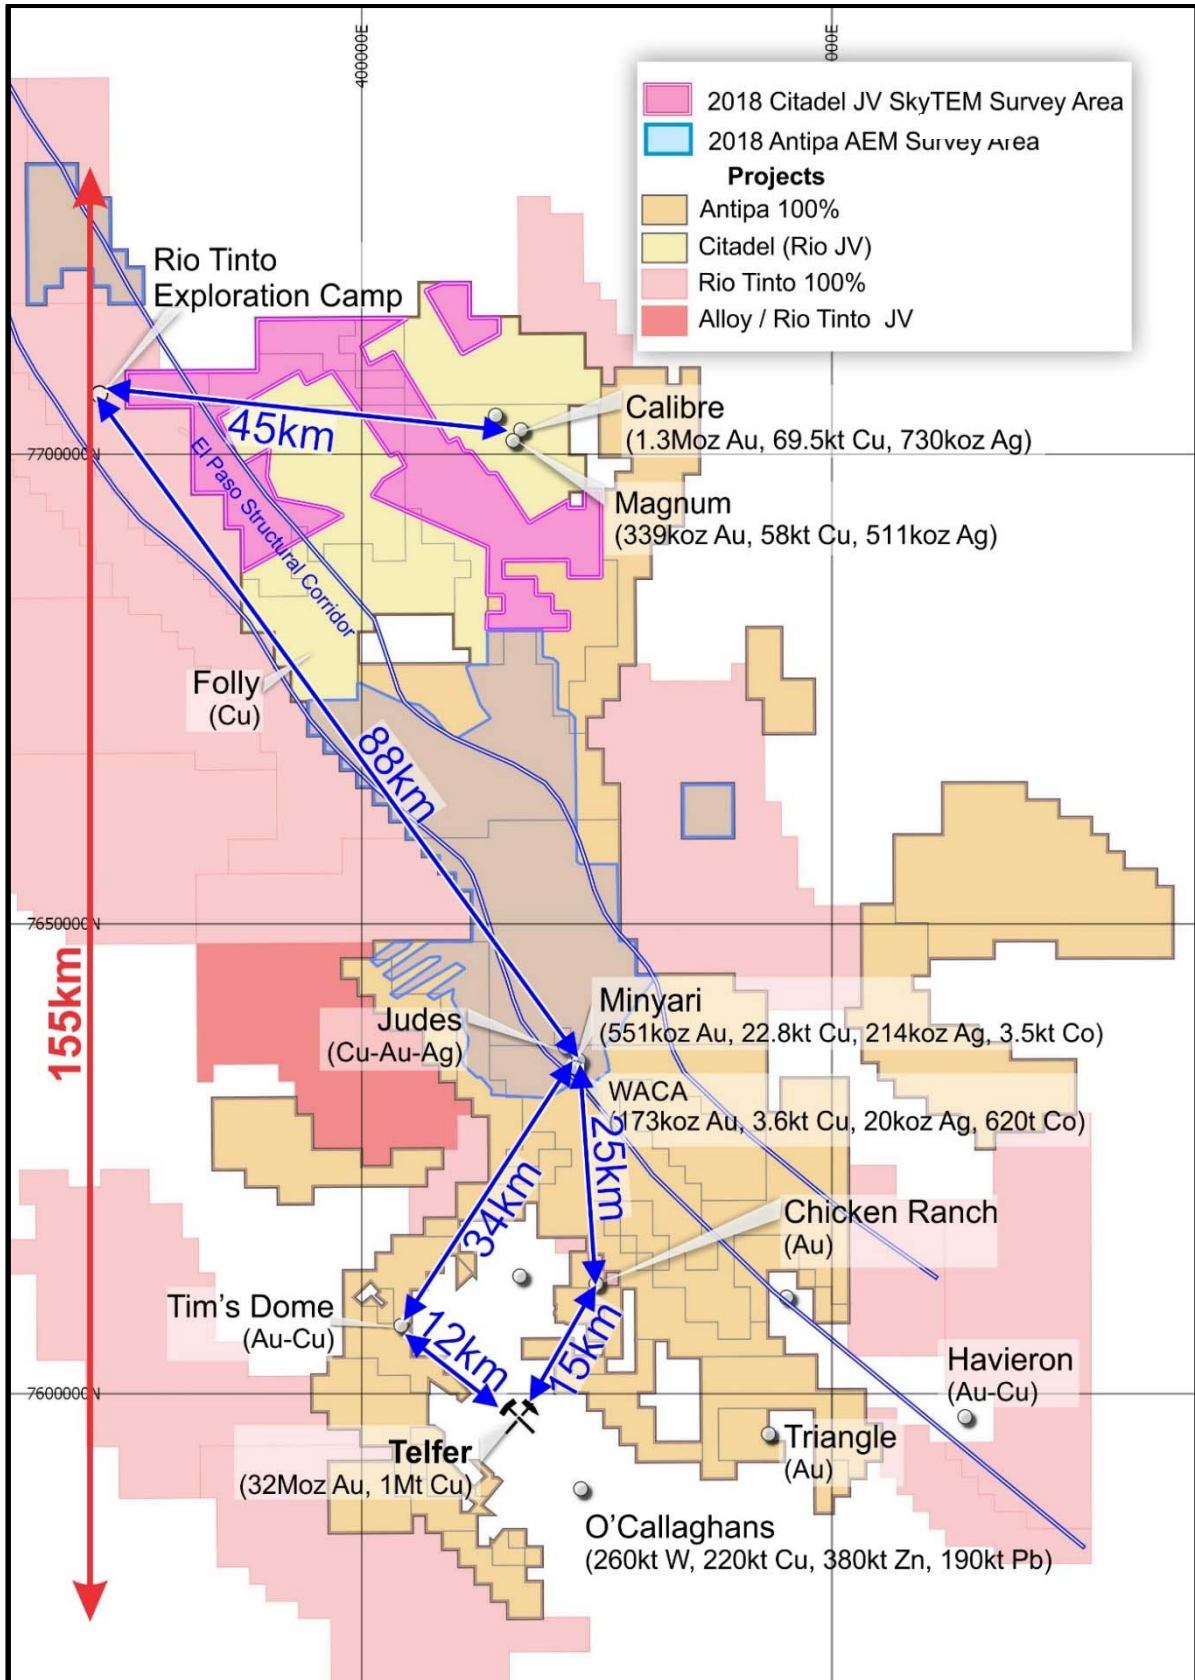 400000E
000E
2018 Citadel JV SkyTEM Survey Area
2018 Antipa AEM Survey Area
Projects
Antipa 100%
Citadel (Rio JV)
Rio Tinto 100%
Alloy / Rio Tinto JV
Rio Tinto
Exploration Camp
45km
Calibre
(1.3Moz Au, 69.5kt Cu, 730koz Ag)
7700000N
El Paso Structural Corridor
Magnum
(339koz Au, 58kt Cu, 511koz Ag)
Folly
(Cu)
88km
7650000N
155km
Judes
(Cu-Au-Ag)
Minyari
(551koz Au, 22.8kt Cu, 214koz Ag, 3.5kt Co)
WACA
(173koz Au, 3.6kt Cu, 20koz Ag, 620t Co)
25km
34km
Chicken Ranch
(Au)
Tim's Dome
(Au-Cu)
12km
15km
Havieron
(Au-Cu)
7600000N
Telfer
(32Moz Au, 1Mt Cu)
Triangle
(Au)
O'Callaghans
(260kt W, 220kt Cu, 380kt Zn, 190kt Pb)